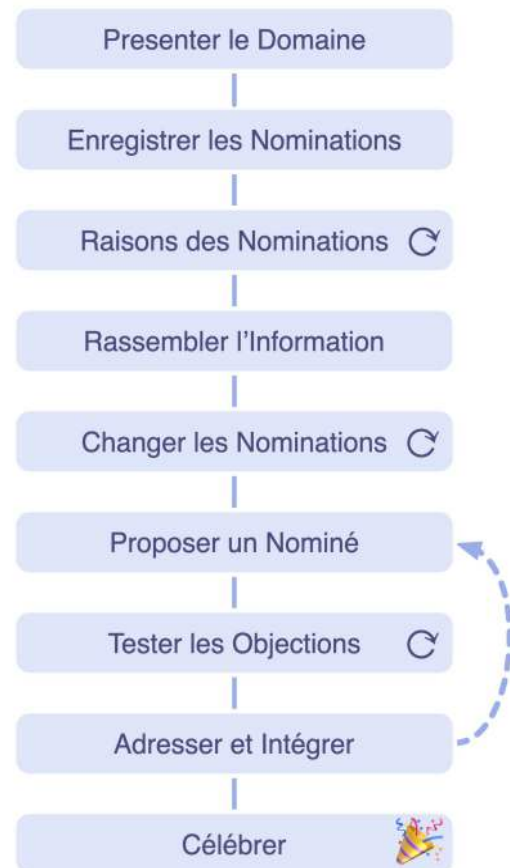 Presenter le Domaine
Enregistrer les Nominations
Raisons des Nominations
Rassembler l'Information
Changer les Nominations
Proposer un Nominé
Tester les Objections
Adresser et Intégrer
Célébrer